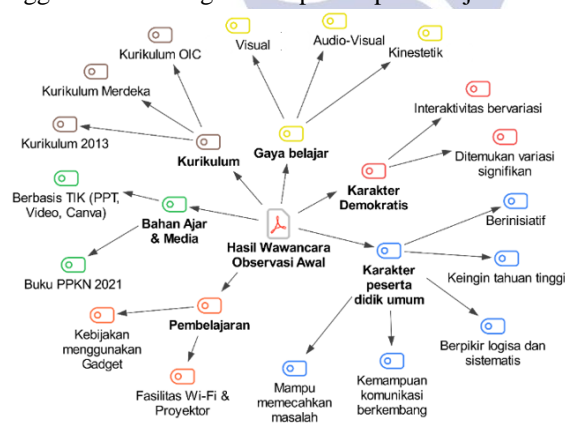 Kurikulum OIC
Visual
Audio-Visual
Kinestetik
Kurikulum Merdeka
Interaktivitas bervariasi
Kurikulum 2013
Kurikulum
Gaya belajar
Ditemukan variasi
signifikan
Karakter
Demokratis
Berbasis TIK (PPT,
Video, Canva)
Bahan Ajar
& Media
Berinisiatif
Hasil Wawancara
Observasi Awal
Buku PPKN 2021
Karakter
peserta
didik umum
Keingin tahuan tinggi
Pembelajaran
Kebijakan
menggunakan
Gadget
Berpikir logisa dan
sistematis
Fasilitas Wi-Fi &
Proyektor
Mampu
memecahkan
masalah
Kemampuan
komunikasi
berkembang